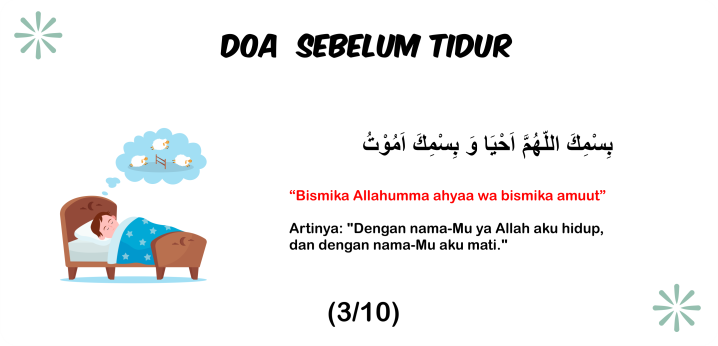 DOA SEBELUM TIDUR
بِسْمِكَ اللّٰهُمَّ اَحْيَا وَ بِسْمِكَ اَمُوْتُ
“Bismika Allahumma ahyaa wa bismika amuut”
Artinya: "Dengan nama-Mu ya Allah aku hidup,
dan dengan nama-Mu aku mati."
(3/10)